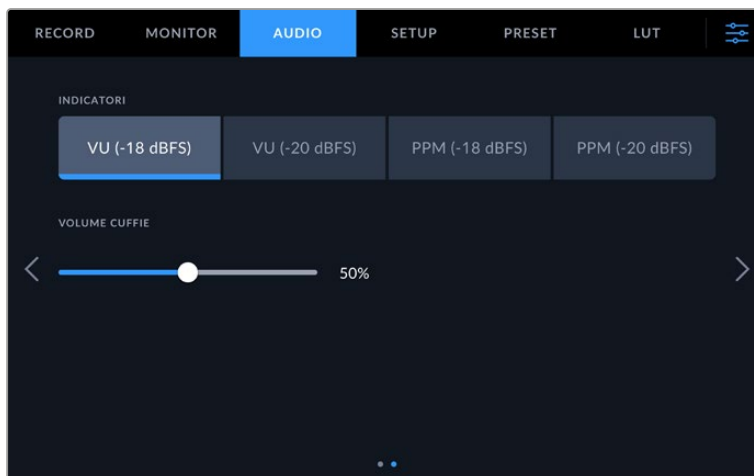 RECORD MONITOR AUDIO SETUP PRESET LUT
INDICATORI
VU (-18 dBFS) VU (-20 dBFS) PPM (-18 dBFS) PPM (-20 dBFS)
VOLUME CUFFIE
50%